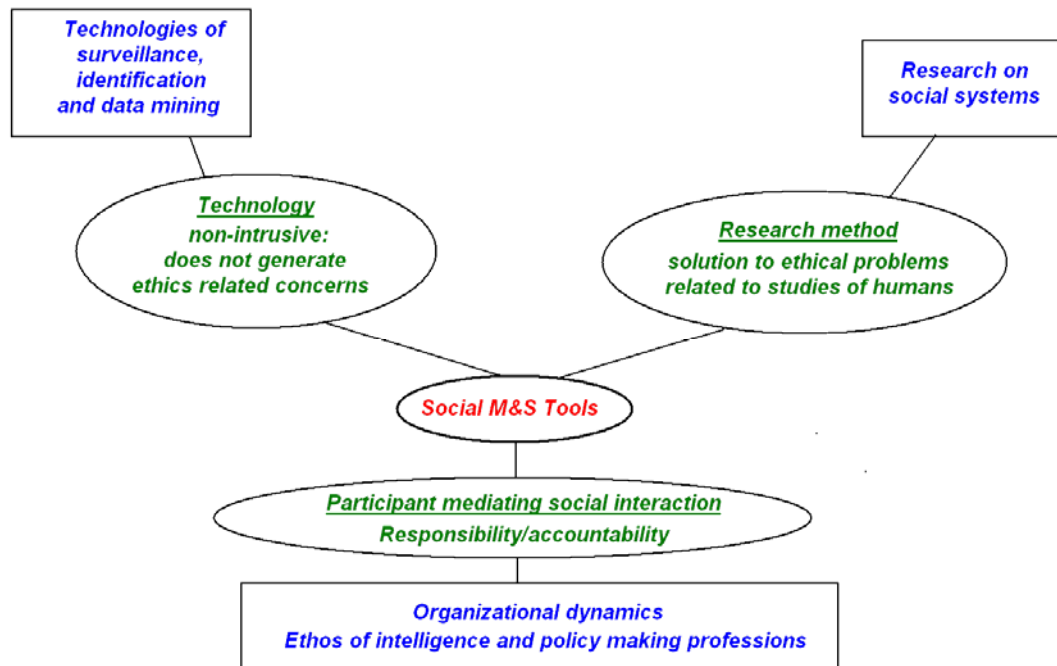 Technologies of
surveillance,
identification
and data mining
Research on
social systems
Technology
non-intrusive:
does not generate
ethics related concerns
Research method
solution to ethical problems
related to studies of humans
Social M&S Tools
Participant mediating social interaction
Responsibility/accountability
Organizational dynamics
Ethos of intelligence and policy making professions